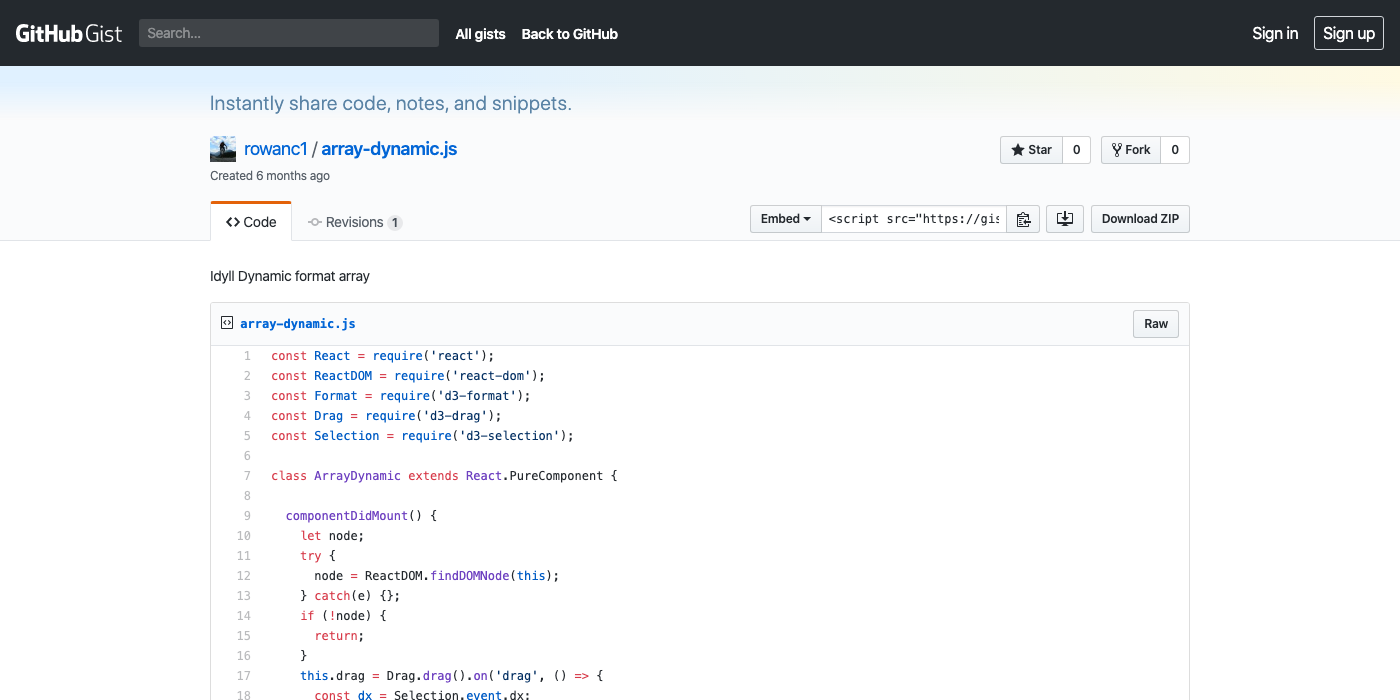 GitHub Gist Search... All gists Back to GitHub Sign in Sign up
Instantly share code, notes, and snippets.
rowanc1 / array-dynamic.js Star 0 Fork 0
Created 6 months ago
Code Revisions 1 Embed <script src="https://gis Download ZIP
Idyll Dynamic format array
array-dynamic.js Raw
1 const React = require('react');
2 const ReactDOM = require('react-dom');
3 const Format = require('d3-format');
4 const Drag = require('d3-drag');
5 const Selection = require('d3-selection');
6
7 class ArrayDynamic extends React.PureComponent {
8
9 componentDidMount() {
10 let node;
11 try {
12 node = ReactDOM.findDOMNode(this);
13 } catch(e) {};
14 if (!node) {
15 return;
16 }
17 this.drag = Drag.drag().on('drag', () => {
18 const dx = Selection.event.dx;